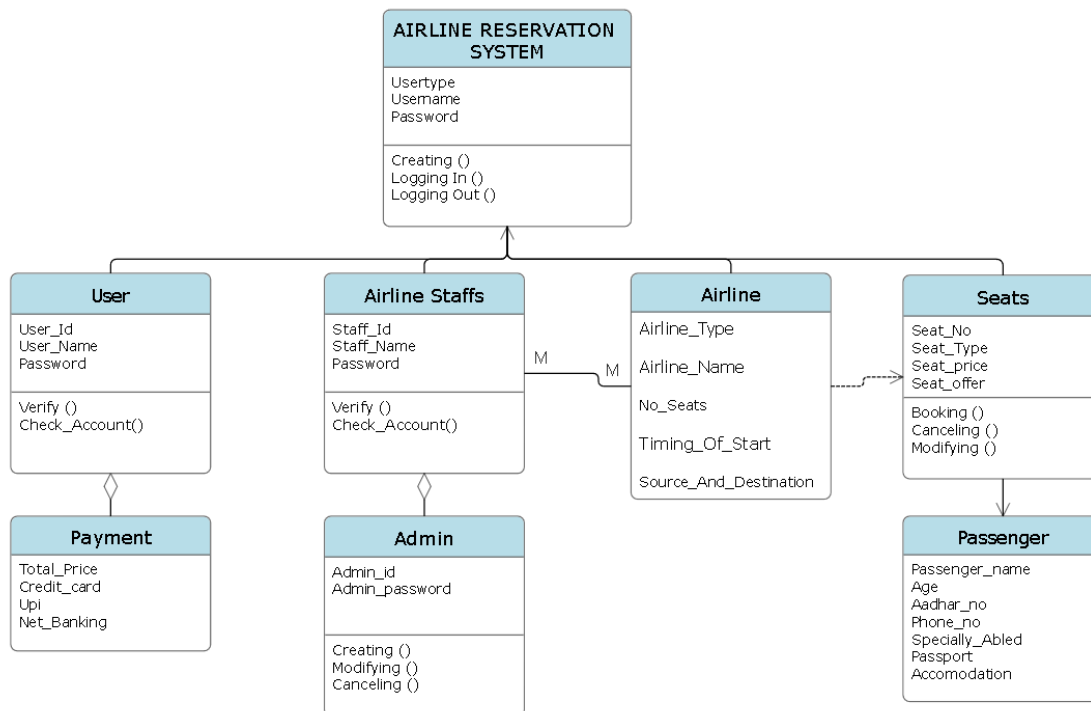 AIRLINE RESERVATION
SYSTEM
Usertype
Username
Password
Creating ()
Logging In ()
Logging Out ()
User
User_Id
User_Name
Password
Verify ()
Check_Account()
Airline Staffs
Staff_Id
Staff_Name
Password
Verify ()
Check_Account()
M
M
Airline
Airline_Type
Airline_Name
No_Seats
Timing_Of_Start
Source_And_Destination
Seats
Seat_No
Seat_Type
Seat_price
Seat_offer
Booking ()
Canceling ()
Modifying ()
Payment
Total_Price
Credit_card
Upi
Net_Banking
Admin
Admin_id
Admin_password
Creating ()
Modifying ()
Canceling ()
Passenger
Passenger_name
Age
Aadhar_no
Phone_no
Specially_Abled
Passport
Accomodation